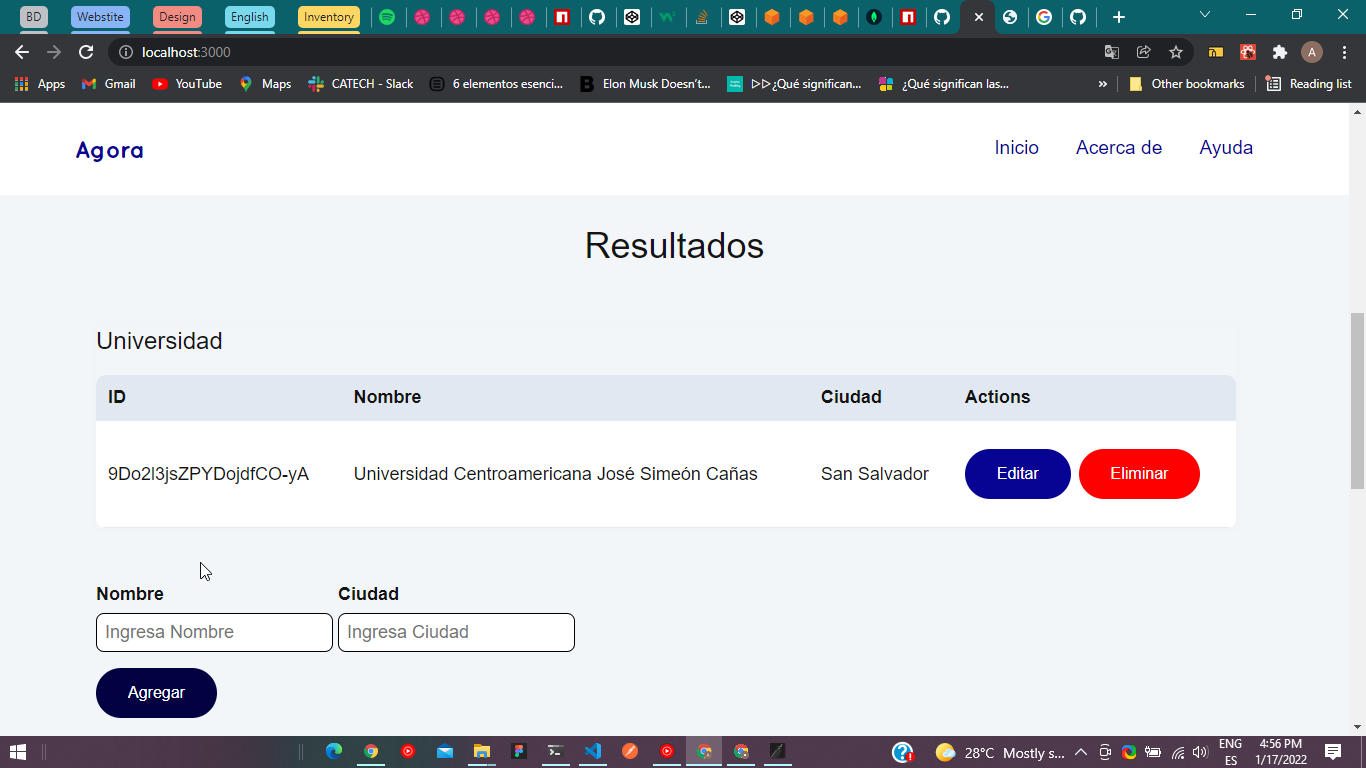 BD Webstite Design English Inventory
localhost:3000
Apps Gmail YouTube Maps CATECH - Slack 6 elementos esenci... Elon Musk Doesn't... ▷▷¿Qué significan... ¿Qué significan las... » Other bookmarks Reading list
Agora Inicio Acerca de Ayuda
Resultados
Universidad
ID Nombre Ciudad Actions
9Do2l3jsZPYDojdfCO-yA Universidad Centroamericana José Simeón Cañas San Salvador Editar Eliminar
Nombre Ciudad
Ingresa Nombre Ingresa Ciudad
Agregar
28°C Mostly s... ENG 4:56 PM
ES 1/17/2022